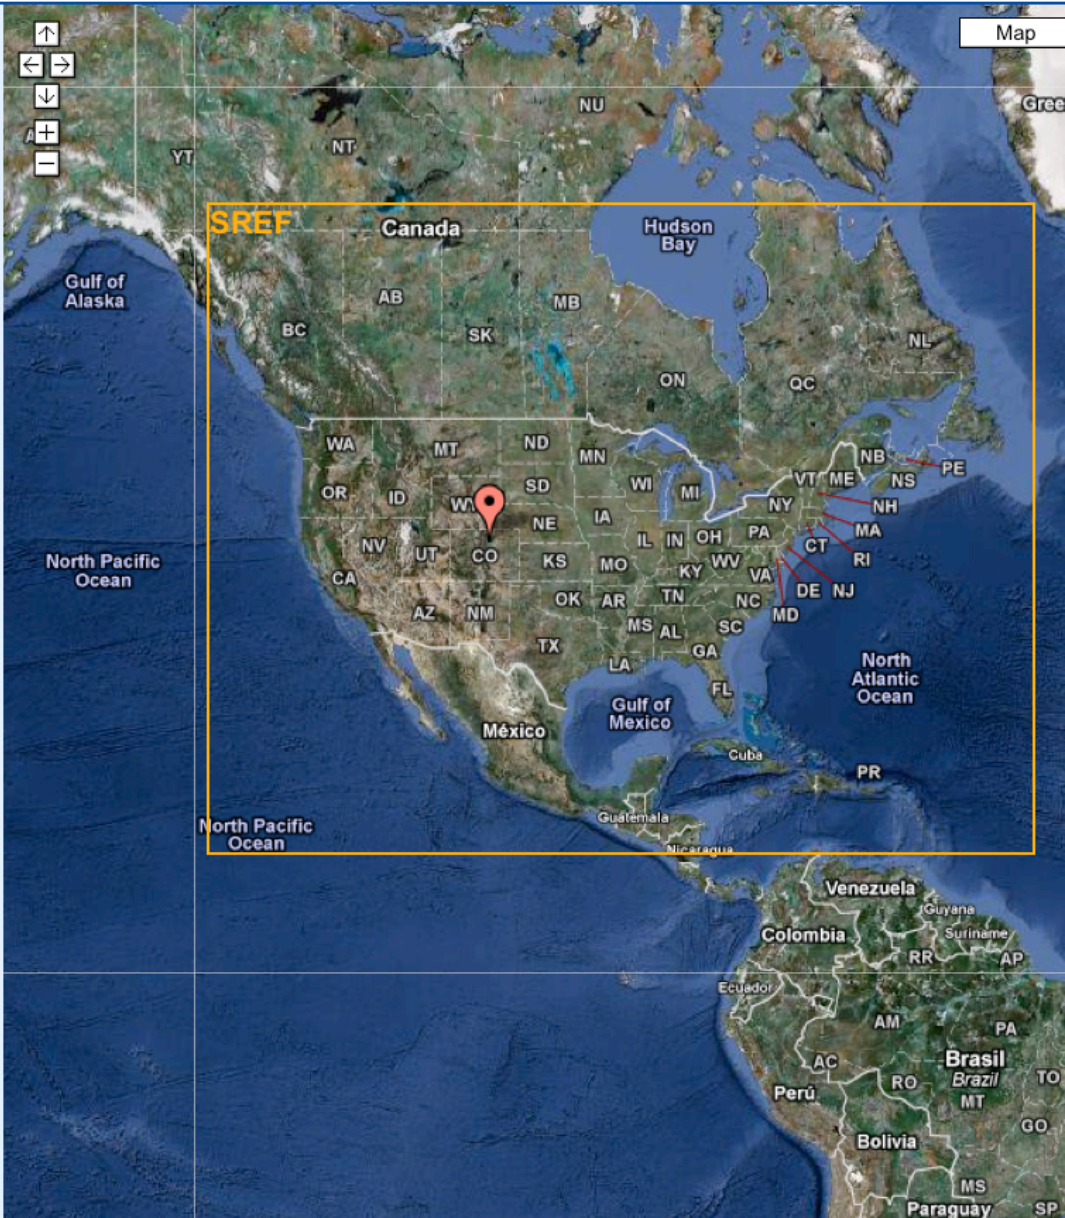 Map
NU
Gree
A
YT
NT
SREF
Canada
Hudson
Bay
Gulf of
Alaska
AB
MB
BC
SK
NL
ON
QC
WA
MT
ND
MN
NB
PE
OR
ID
WY
SD
WI
MI
VT
ME
NS
NY
NH
NV
UT
CO
NE
IA
IL
IN
OH
PA
MA
CT
RI
North Pacific
Ocean
CA
KS
MO
KY
WV
VA
DE
NJ
AZ
NM
OK
AR
TN
NC
MD
TX
MS
AL
SC
LA
GA
FL
North
Atlantic
Ocean
Gulf of
Mexico
México
Cuba
PR
North Pacific
Ocean
Guatemala
Nicaragua
Venezuela
Guyana
Colombia
Suriname
RR
AP
Ecuador
AM
PA
AC
Brasil
Brazil
RO
TO
Perú
MT
GO
Bolivia
MS
Paraguay
SP